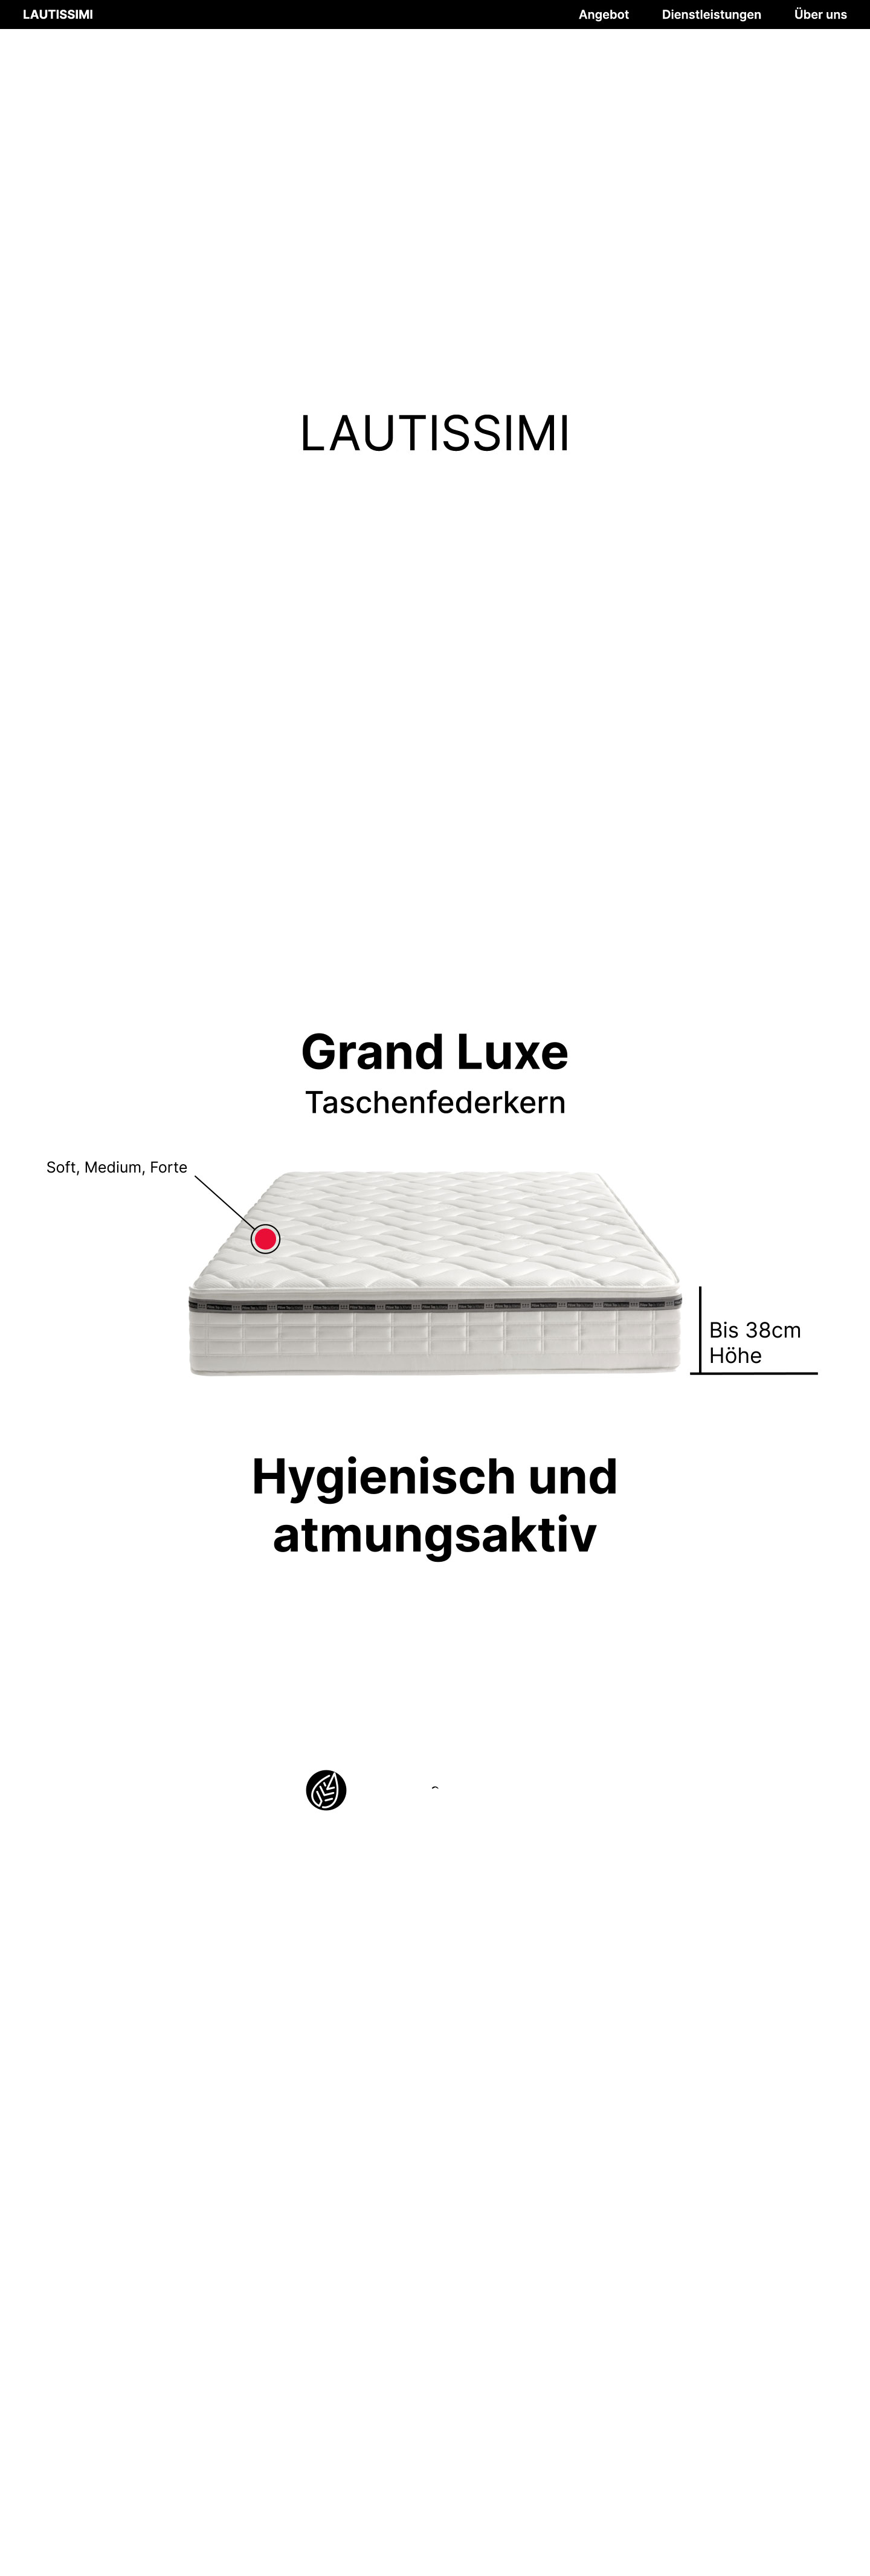 LAUTISSIMI
Angebot
Dienstleistungen
Über uns
LAUTISSIMI
Grand Luxe
Taschenfederkern
Soft, Medium, Forte
Bis 38cm
Höhe
Hygienisch und
atmungsaktiv